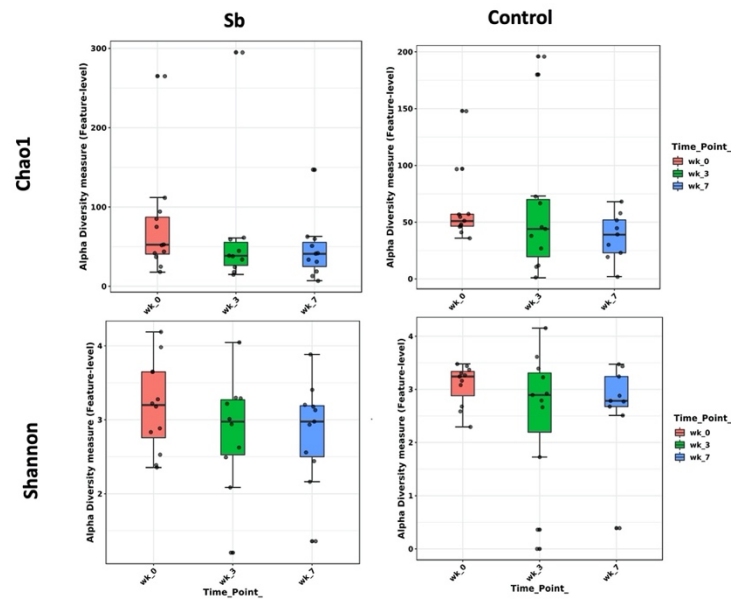 Sb
Control
Chao1
Alpha Diversity measure (Feature-level)
300
200
100
0
wk_0
wk_3
wk_7
Alpha Diversity measure (Feature-level)
200
150
100
50
0
wk_0
wk_3
wk_7
Time_Point_
wk_0
wk_3
wk_7
Shannon
Alpha Diversity measure (Feature-level)
4
3
2
wk_0
wk_3
wk_7
Time_Point_
Alpha Diversity measure (Feature-level)
4
3
2
1
0
wk_0
wk_3
wk_7
Time_Point_
Time_Point_
wk_0
wk_3
wk_7